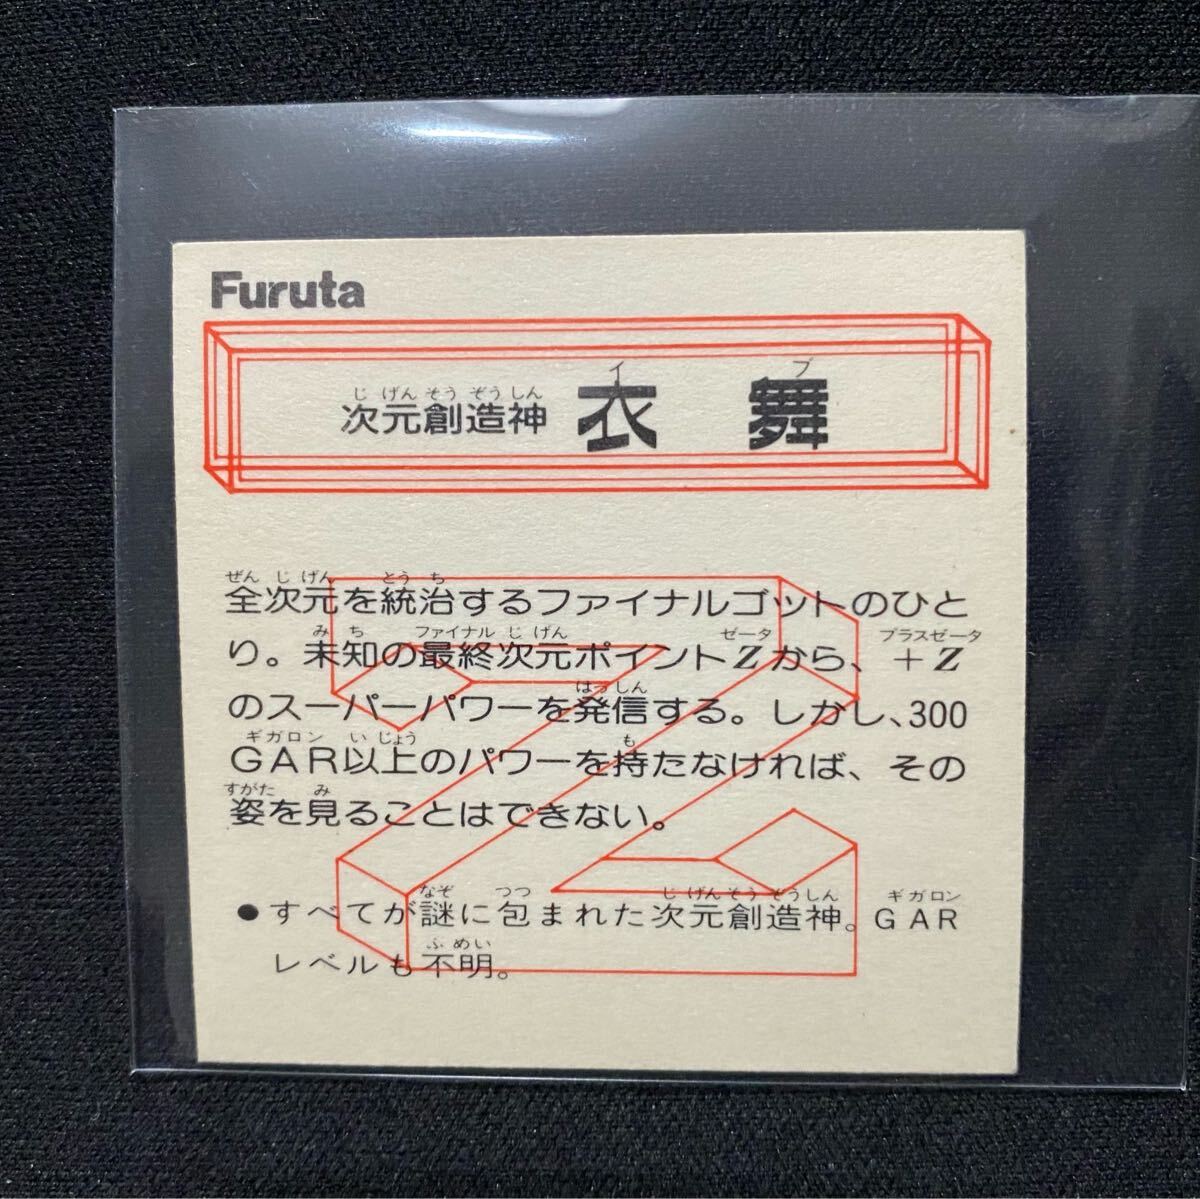 Furuta
じ げん そう ぞう しん イ ブ
次元創造神 衣 舞
ぜん じ げん とう ち
全次元を統治するファイナルゴットのひと
み ち ファイナル じ げん ゼータ プラスゼータ
り。未知の最終次元ポイントZから、+Z
はっしん
のスーパーパワーを発信する。しかし、300
ギガロン い じょう も
GAR以上のパワーを持たなければ、その
すがた み
姿を見ることはできない。
なぞ つつ じ げん そう ぞうしん ギガロン
●すべてが謎に包まれた次元創造神。GAR
ふ めい
レベルも不明。